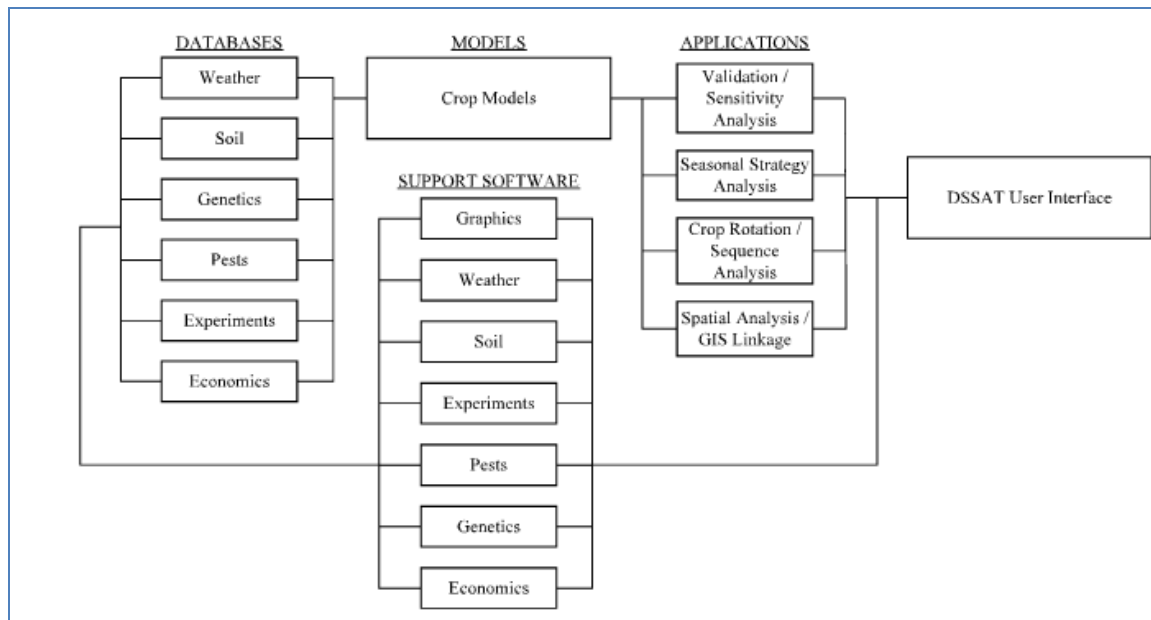 DATABASES
Weather
Soil
Genetics
Pests
Experiments
Economics
MODELS
Crop Models
SUPPORT SOFTWARE
Graphics
Weather
Soil
Experiments
Pests
Genetics
Economics
APPLICATIONS
Validation /
Sensitivity
Analysis
Seasonal Strategy
Analysis
Crop Rotation /
Sequence
Analysis
Spatial Analysis /
GIS Linkage
DSSAT User Interface